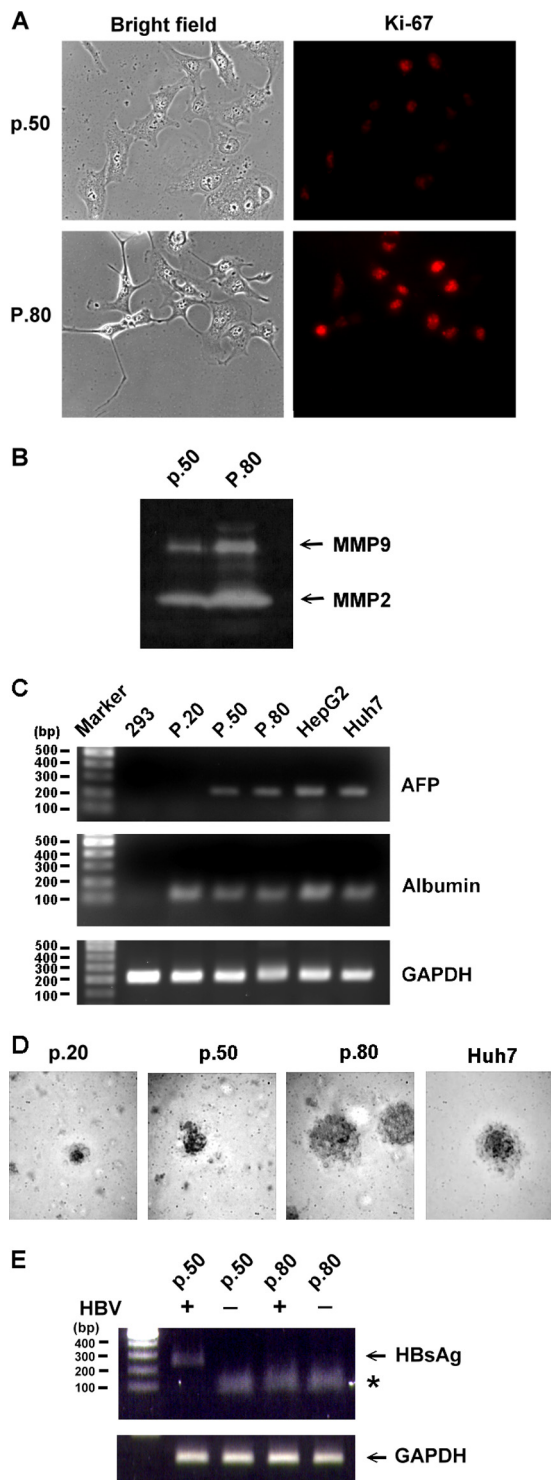 A
Bright field Ki-67
p.50
P.80
B
p.50 P.80
MMP9
MMP2
C
Marker 293 P.20 P.50 P.80 HepG2 Huh7
(bp)
500
400
300
200
100
AFP
500
400
300
200
100
Albumin
500
400
300
200
100
GAPDH
D
p.20 p.50 p.80 Huh7
E
p.50 p.50 p.80 p.80
HBV + – + –
(bp)
400
300
200
100
HBsAg
*
GAPDH